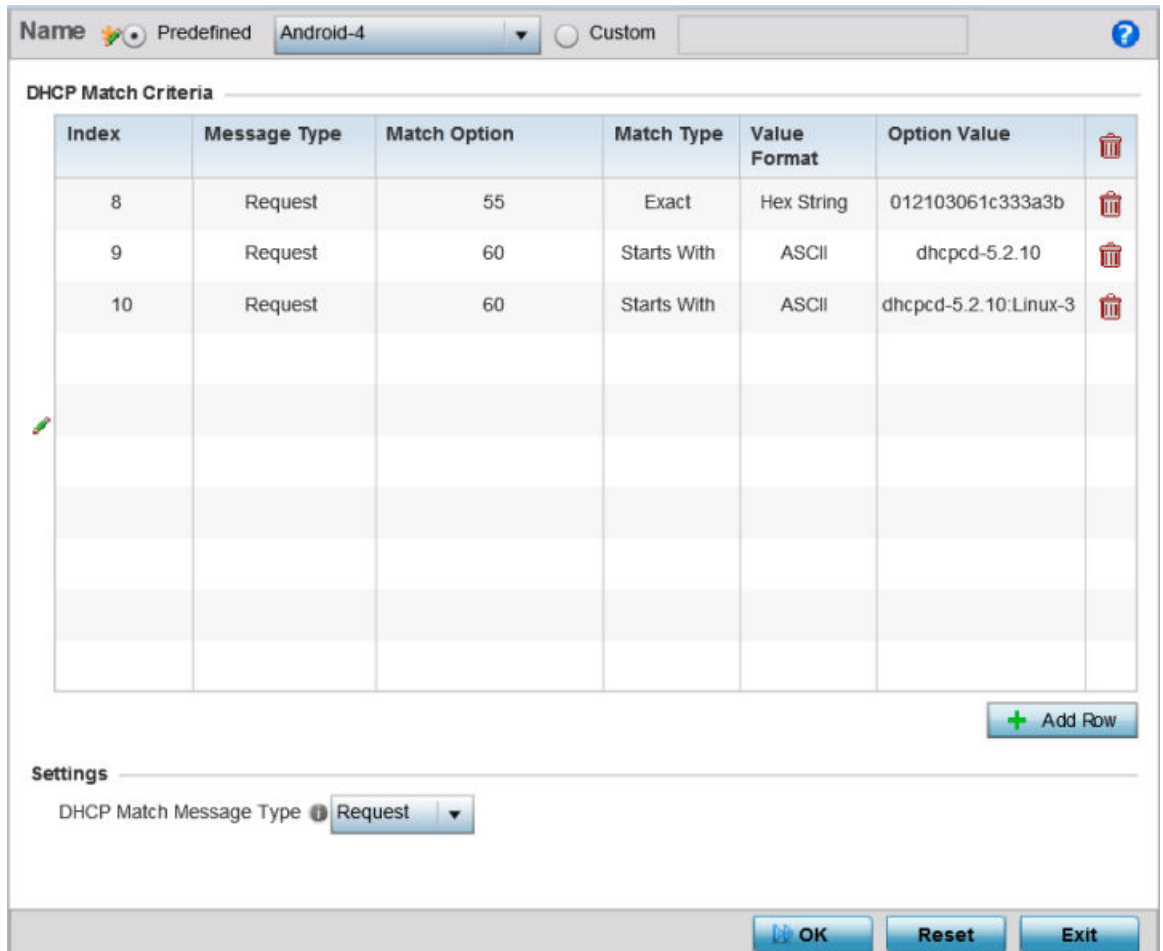 Name Predefined Android-4 Custom
DHCP Match Criteria
Index Message Type Match Option Match Type Value Format Option Value
8 Request 55 Exact Hex String 012103061c333a3b
9 Request 60 Starts With ASCII dhcpcd-5.2.10
10 Request 60 Starts With ASCII dhcpcd-5.2.10:Linux-3
Add Row
Settings
DHCP Match Message Type Request
OK Reset Exit